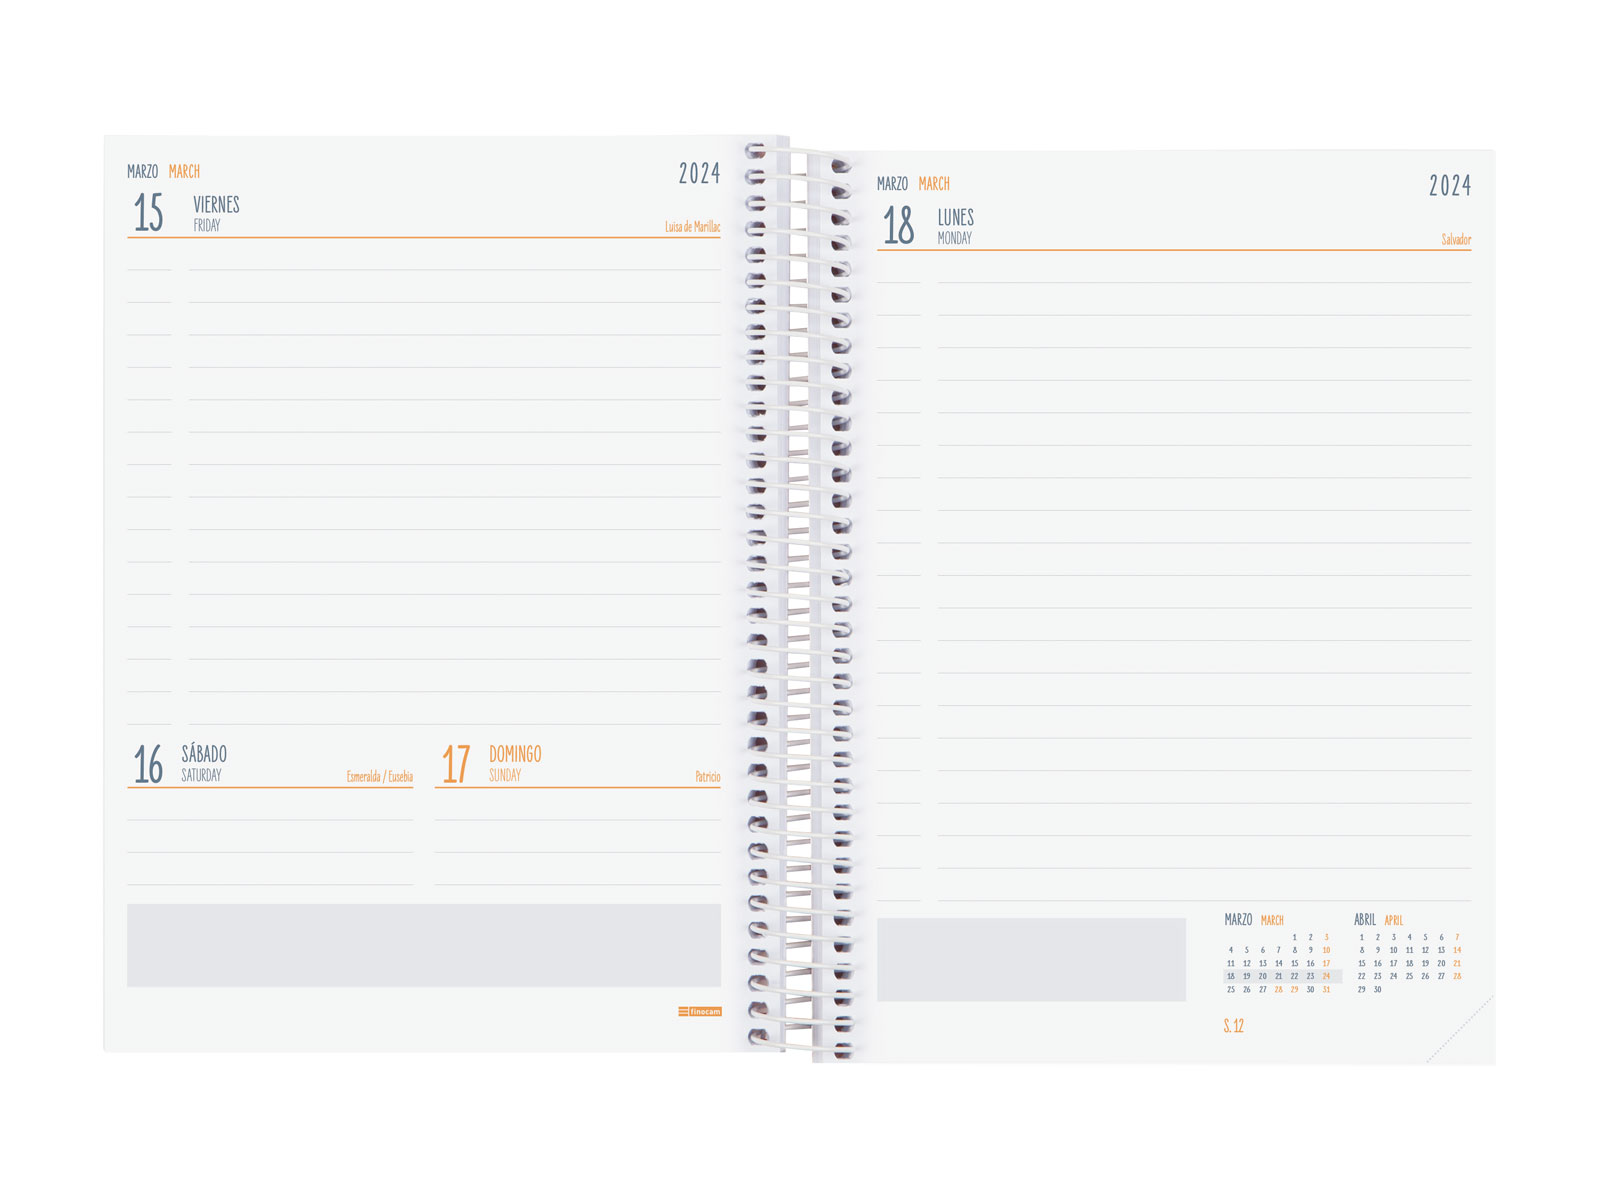 MARZO MARCH 2024
15 VIERNES
FRIDAY Luisa de Marillac
16 SÁBADO
SATURDAY Esmeralda / Eusebia
17 DOMINGO
SUNDAY Patricio
finocam
MARZO MARCH 2024
18 LUNES
MONDAY Salvador
MARZO MARCH
1 2 3
4 5 6 7 8 9 10
11 12 13 14 15 16 17
18 19 20 21 22 23 24
25 26 27 28 29 30 31
ABRIL APRIL
1 2 3 4 5 6 7
8 9 10 11 12 13 14
15 16 17 18 19 20 21
22 23 24 25 26 27 28
29 30
S. 12